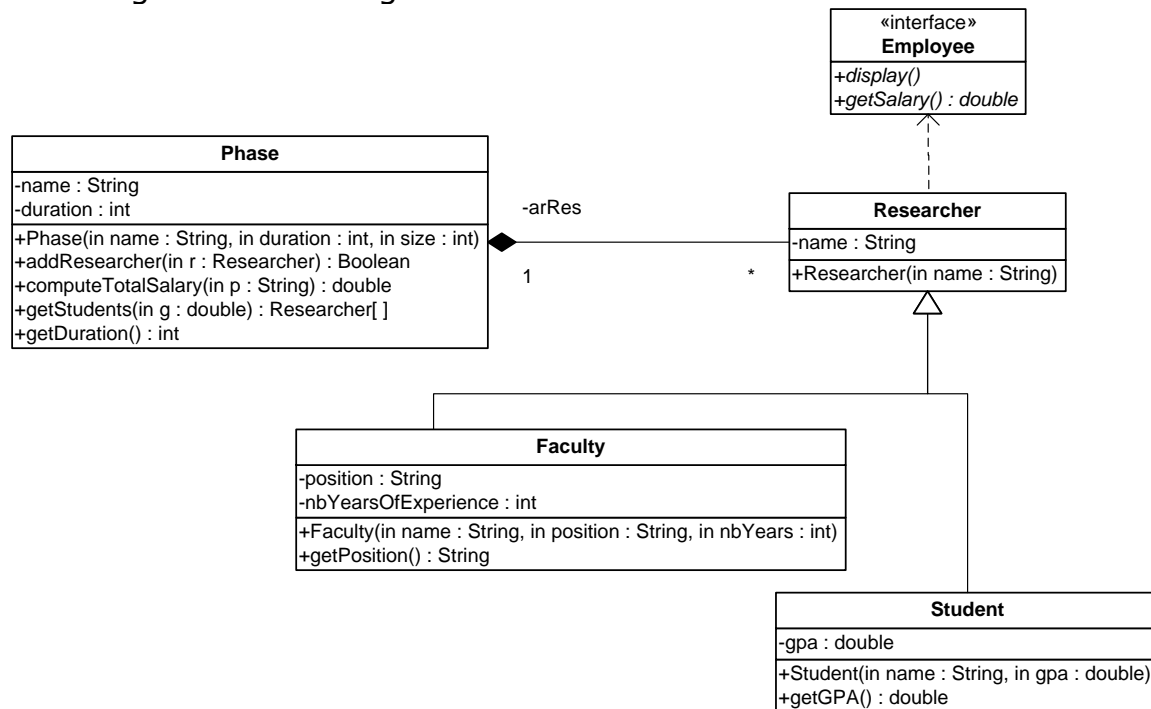 «interface»
Employee
+display()
+getSalary() : double
Phase
-name : String
-duration : int
+Phase(in name : String, in duration : int, in size : int)
+addResearcher(in r : Researcher) : Boolean
+computeTotalSalary(in p : String) : double
+getStudents(in g : double) : Researcher[ ]
+getDuration() : int
-arRes
1
*
Researcher
-name : String
+Researcher(in name : String)
Faculty
-position : String
-nbYearsOfExperience : int
+Faculty(in name : String, in position : String, in nbYears : int)
+getPosition() : String
Student
-gpa : double
+Student(in name : String, in gpa : double)
+getGPA() : double